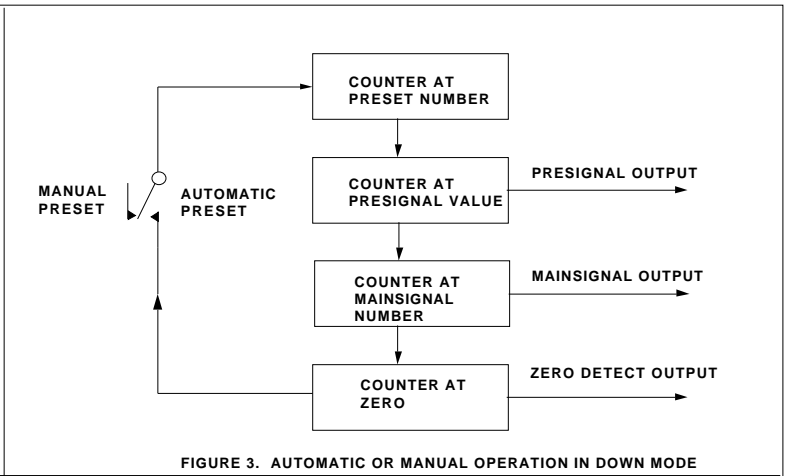 COUNTER AT
PRESET NUMBER
MANUAL
PRESET
AUTOMATIC
PRESET
COUNTER AT
PRESIGNAL VALUE
PRESIGNAL OUTPUT
COUNTER AT
MAINSIGNAL
NUMBER
MAINSIGNAL OUTPUT
COUNTER AT
ZERO
ZERO DETECT OUTPUT
FIGURE 3. AUTOMATIC OR MANUAL OPERATION IN DOWN MODE